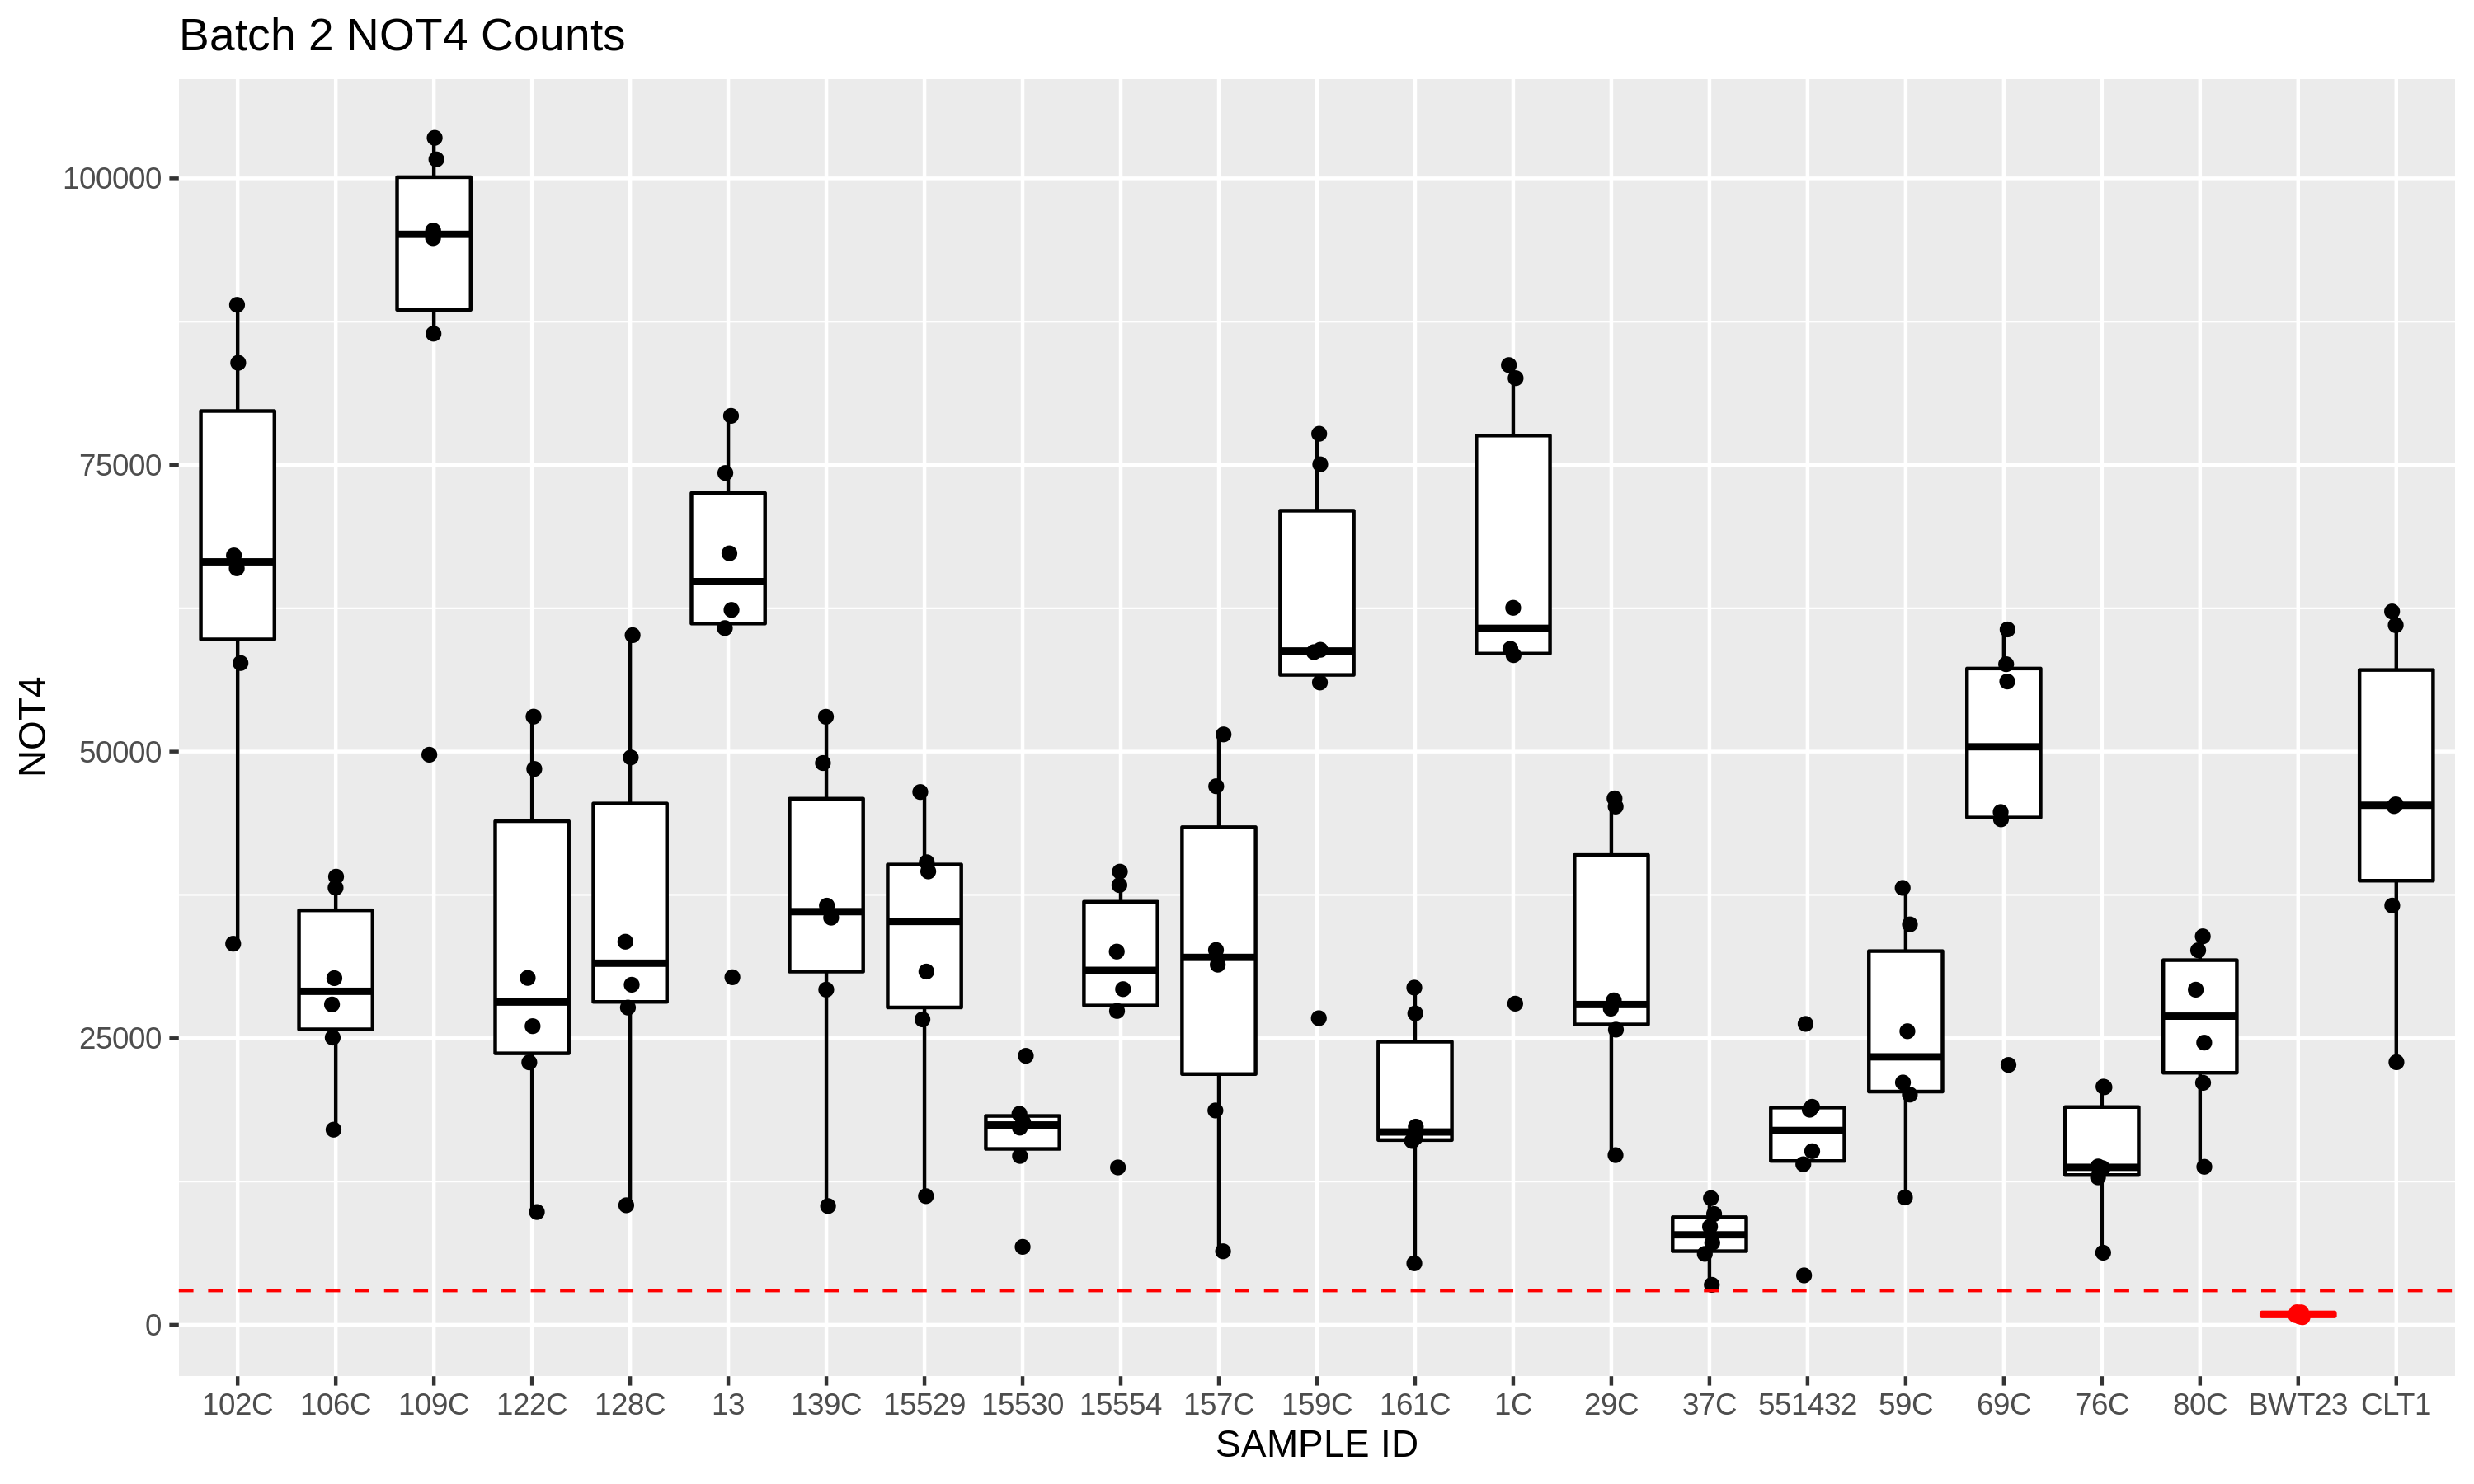 Batch 2 NOT4 Counts
NOT4
100000
75000
50000
25000
0
102C 106C 109C 122C 128C 13 139C 15529 15530 15554 157C 159C 161C 1C 29C 37C 551432 59C 69C 76C 80C BWT23 CLT1
SAMPLE ID